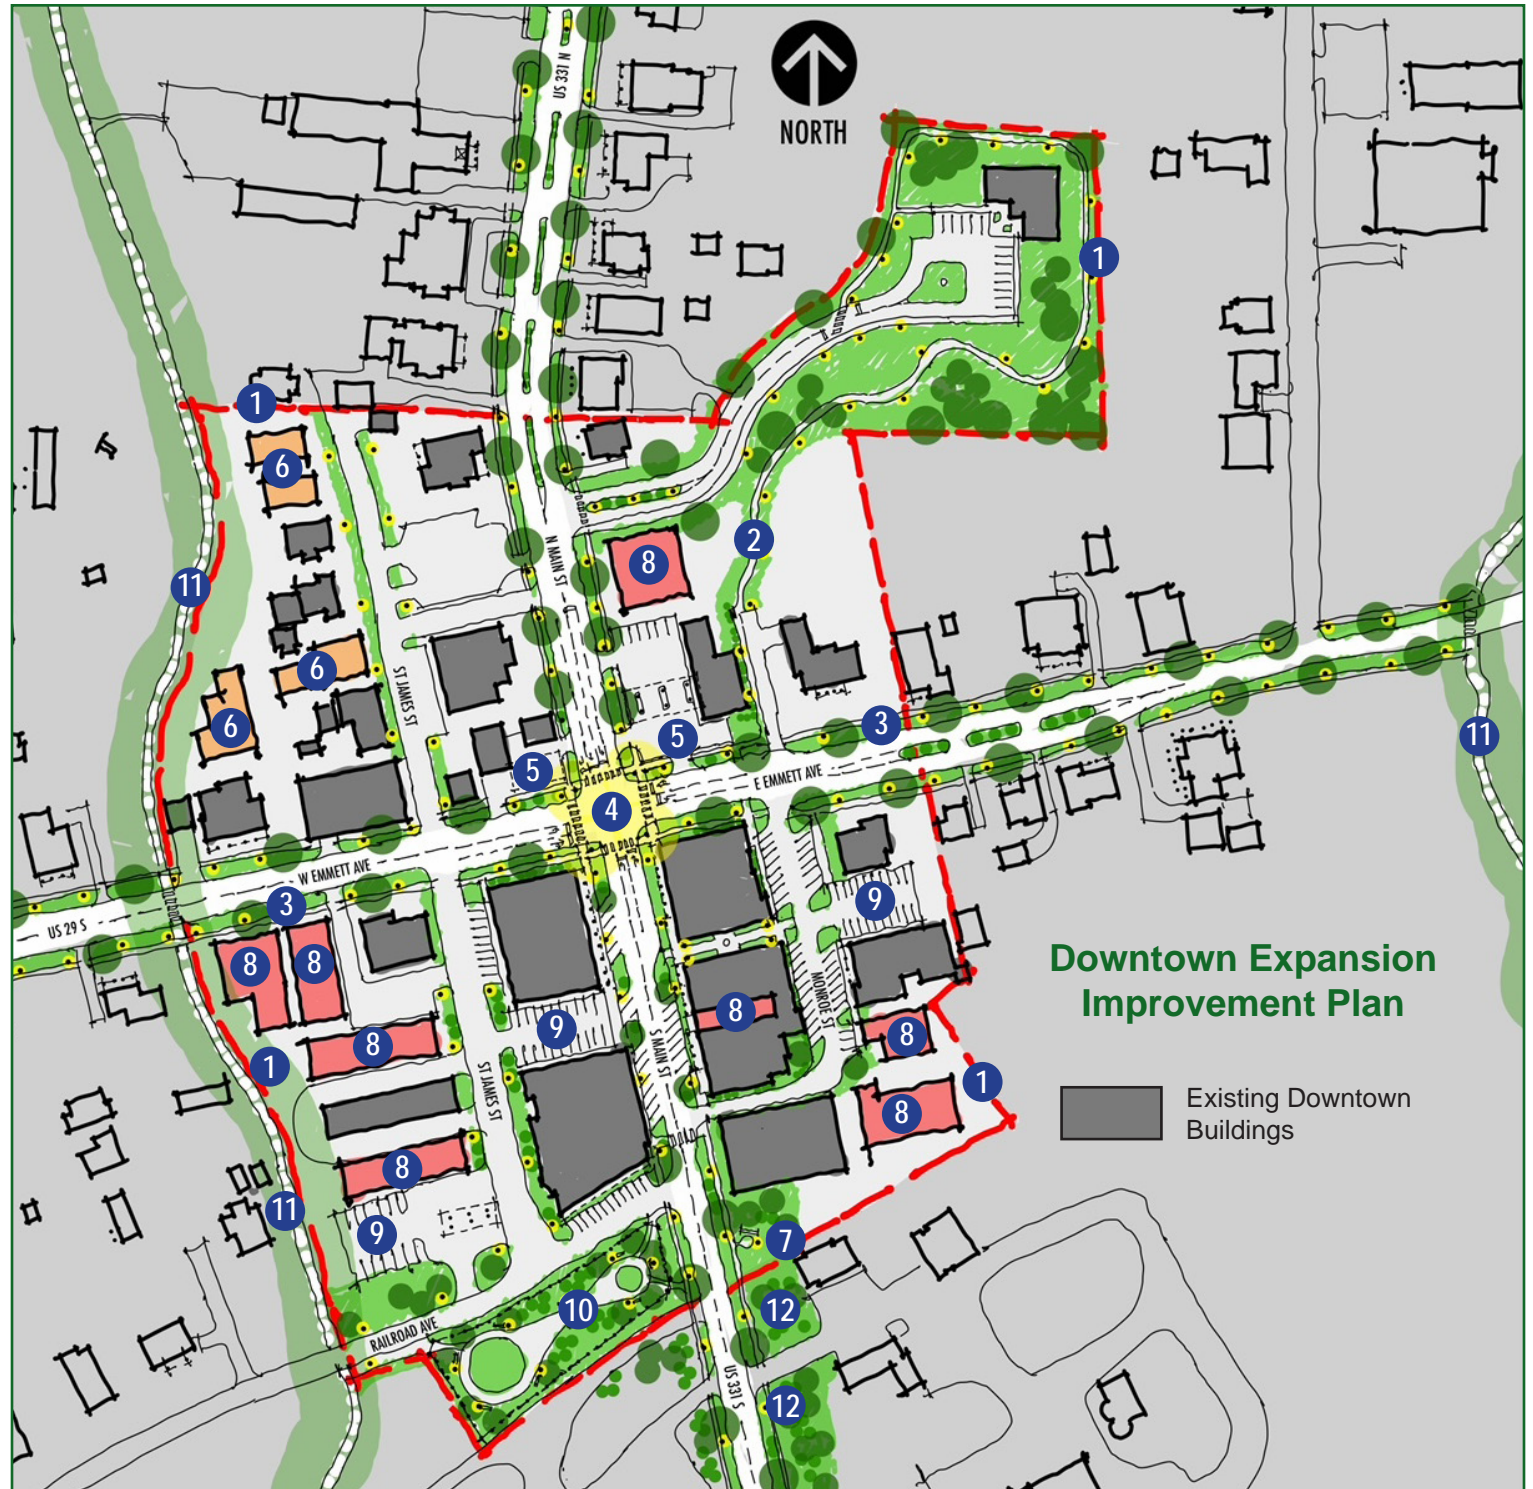 US 331 N
NORTH
1
1
6
11
2
8
N MAIN ST
6
ST JAMES ST
6
5
3
11
5
4
E EMMETT AVE
W EMMETT AVE
3
9
US 29 S
8
8
Downtown Expansion
Improvement Plan
8
MONROE ST
9
8
8
S MAIN ST
1
ST JAMES ST
1
Existing Downtown
Buildings
8
8
11
9
7
10
12
RAILROAD AVE
US 331 S
12